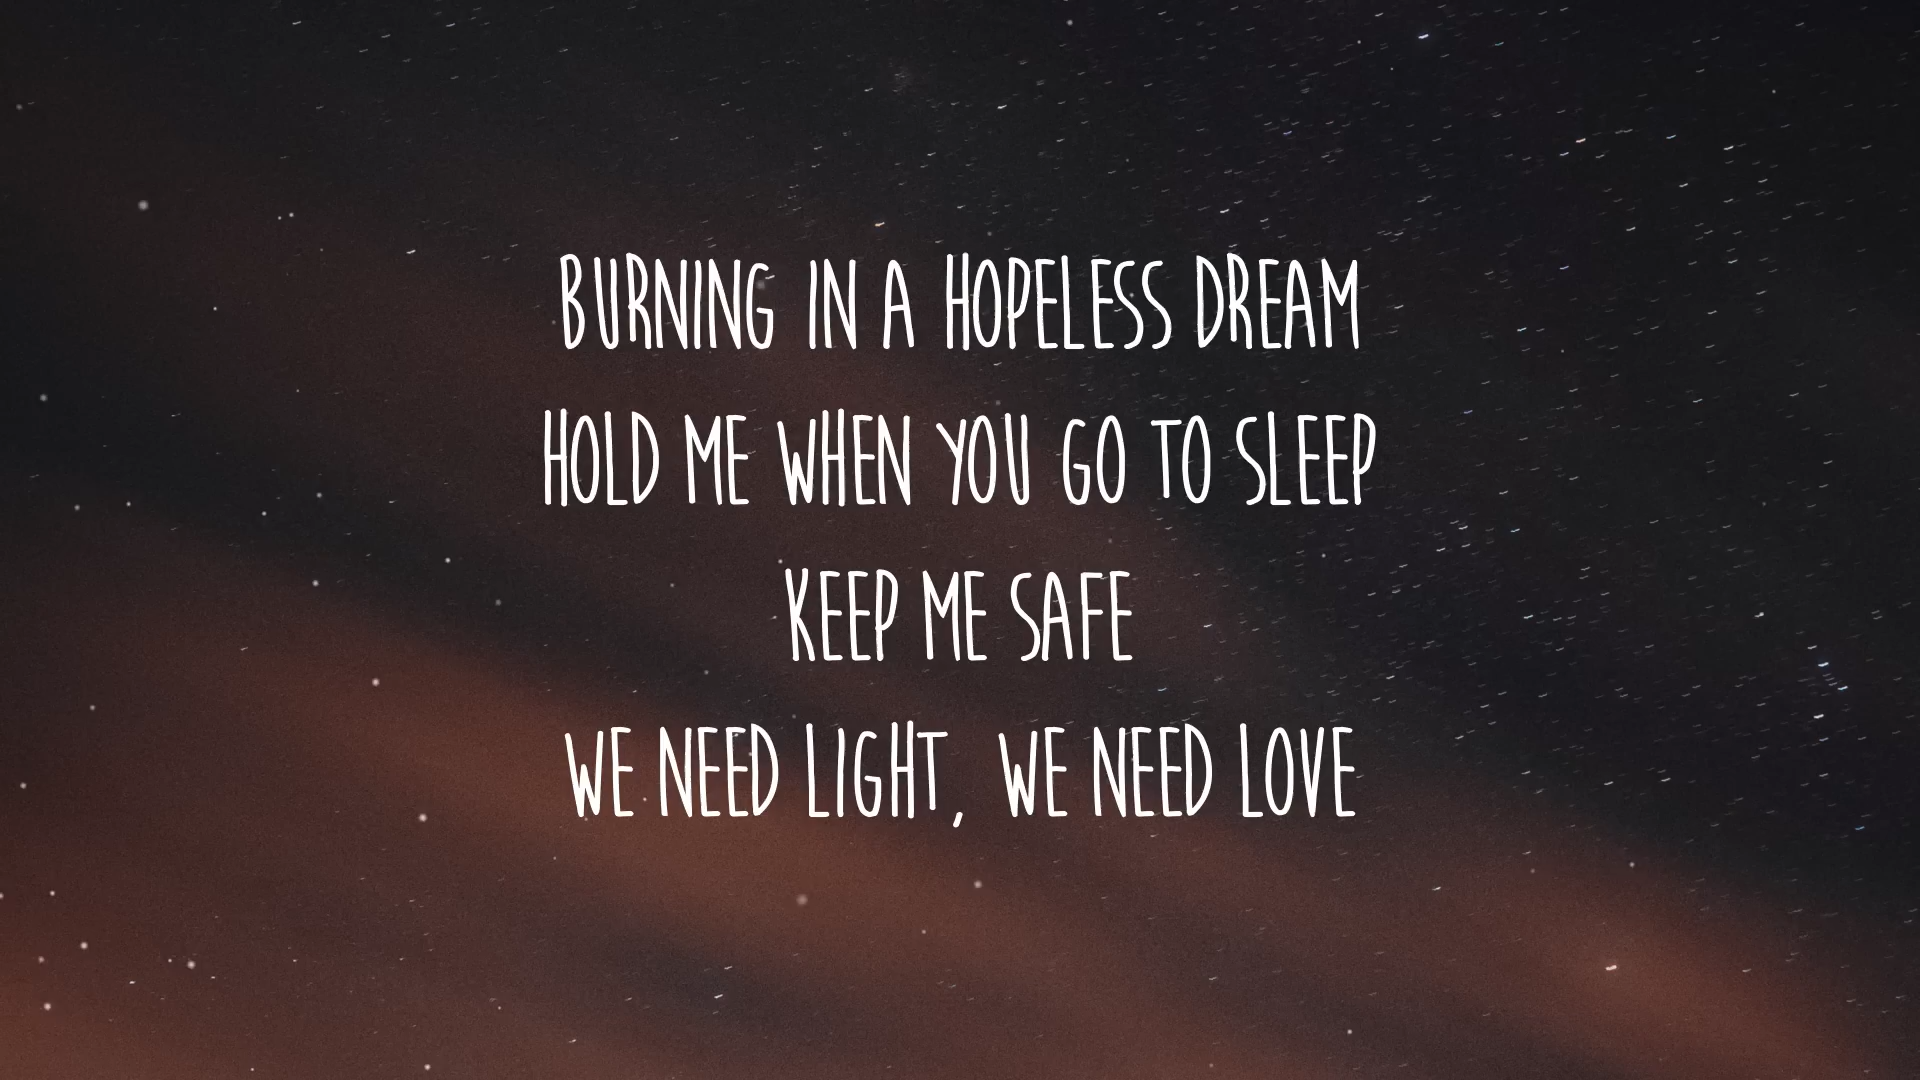 BURNING IN A HOPELESS DREAM
HOLD ME WHEN YOU GO TO SLEEP
KEEP ME SAFE
WE NEED LIGHT, WE NEED LOVE